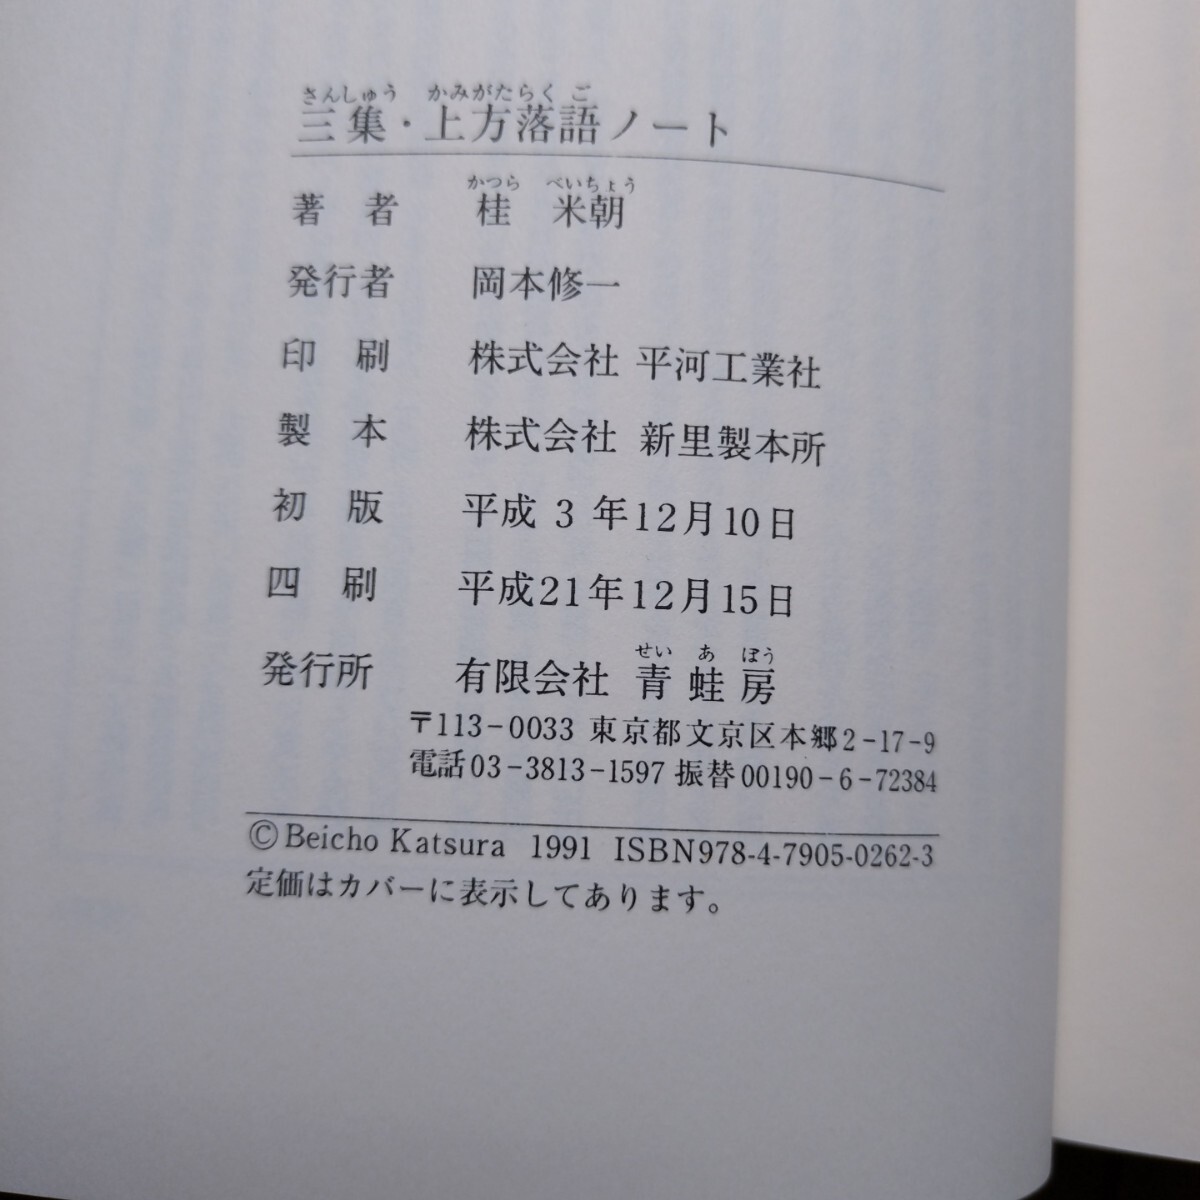 さんしゅう かみがたらくご
三集・上方落語ノート
かつら べいちょう
著者 桂 米朝
発行者 岡本修一
印刷 株式会社 平河工業社
製本 株式会社 新里製本所
初版 平成3年12月10日
四刷 平成21年12月15日
せい あ ぼう
発行所 有限会社 青蛙房
〒113-0033 東京都文京区本郷2-17-9
電話03-3813-1597 振替00190-6-72384
©Beicho Katsura 1991 ISBN978-4-7905-0262-3
定価はカバーに表示してあります。